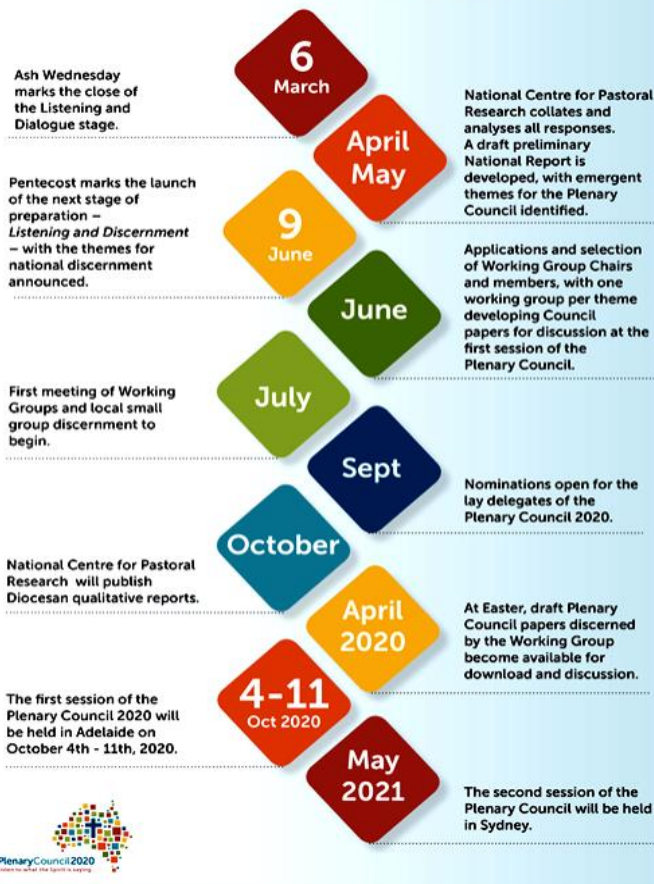 6
March
Ash Wednesday
marks the close of
the Listening and
Dialogue stage.
April
May
National Centre for Pastoral
Research collates and
analyses all responses.
A draft preliminary
National Report is
developed, with emergent
themes for the Plenary
Council identified.
9
June
Pentecost marks the launch
of the next stage of
preparation –
Listening and Discernment
– with the themes for
national discernment
announced.
June
Applications and selection
of Working Group Chairs
and members, with one
working group per theme
developing Council
papers for discussion at the
first session of the
Plenary Council.
July
First meeting of Working
Groups and local small
group discernment to
begin.
Sept
Nominations open for the
lay delegates of the
Plenary Council 2020.
October
National Centre for Pastoral
Research will publish
Diocesan qualitative reports.
April
2020
At Easter, draft Plenary
Council papers discerned
by the Working Group
become available for
download and discussion.
4-11
Oct 2020
The first session of the
Plenary Council 2020 will
be held in Adelaide on
October 4th - 11th, 2020.
May
2021
The second session of the
Plenary Council will be held
in Sydney.
PlenaryCouncil2020
listen to what the Spirit is saying